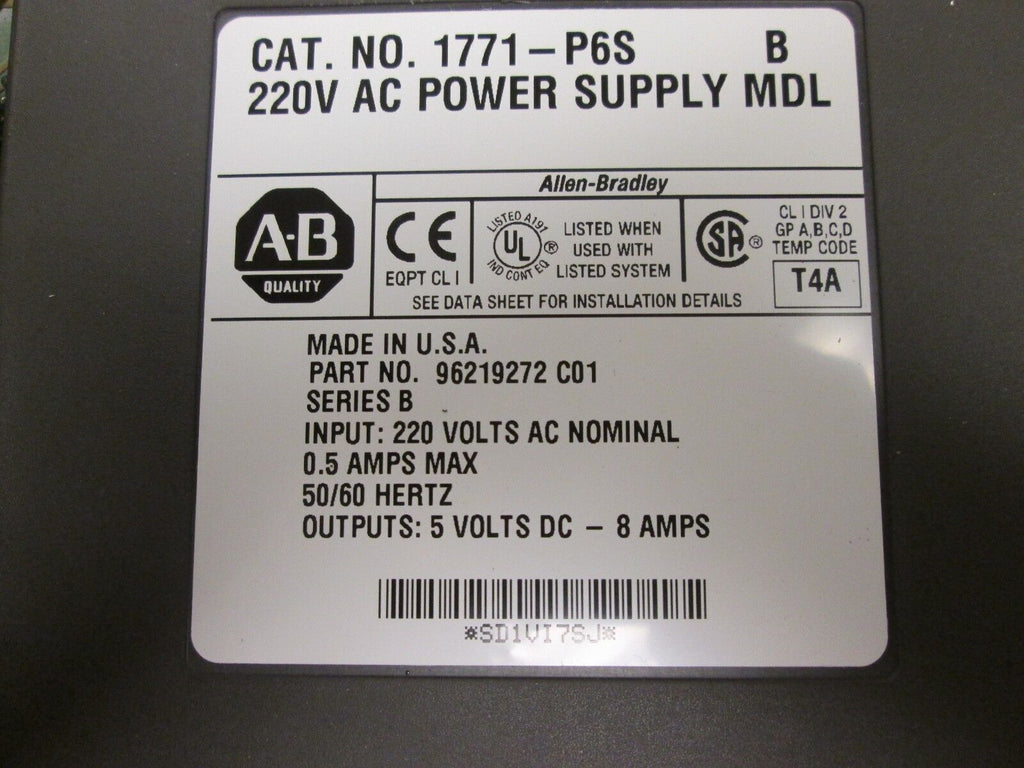 CAT. NO. 1771-P6S B
220V AC POWER SUPPLY MDL
Allen-Bradley
A-B
QUALITY
CE
EQPT CL I
LISTED A191
UL ®
IND CONT EQ
LISTED WHEN
USED WITH
LISTED SYSTEM
SA ®
CL I DIV 2
GP A,B,C,D
TEMP CODE
T4A
SEE DATA SHEET FOR INSTALLATION DETAILS
MADE IN U.S.A.
PART NO. 96219272 C01
SERIES B
INPUT: 220 VOLTS AC NOMINAL
0.5 AMPS MAX
50/60 HERTZ
OUTPUTS: 5 VOLTS DC - 8 AMPS
*SD1VI7SJ*